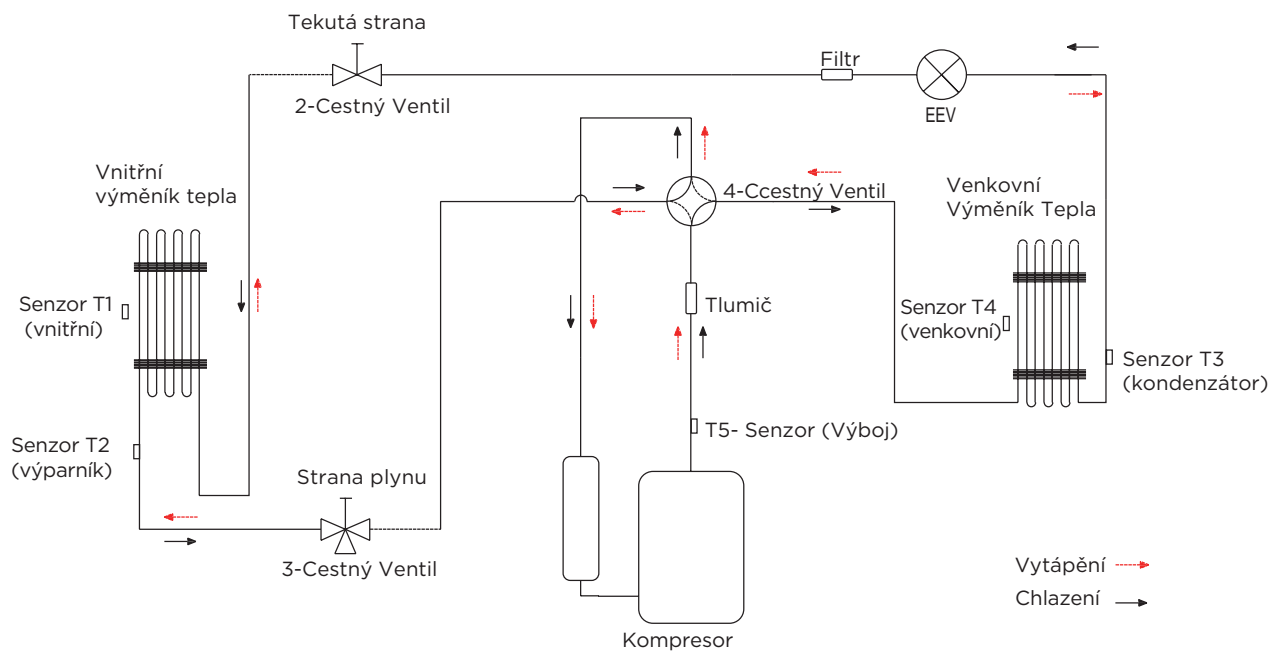 Tekutá strana
2-Cestný Ventil
Filtr
EEV
Vnitřní
výměník tepla
4-Ccestný Ventil
Venkovní
Výměník Tepla
Senzor T1
(vnitřní)
Tlumič
Senzor T4
(venkovní)
Senzor T3
(kondenzátor)
Senzor T2
(výparník)
T5- Senzor (Výboj)
Strana plynu
3-Cestný Ventil
Kompresor
Vytápění
Chlazení